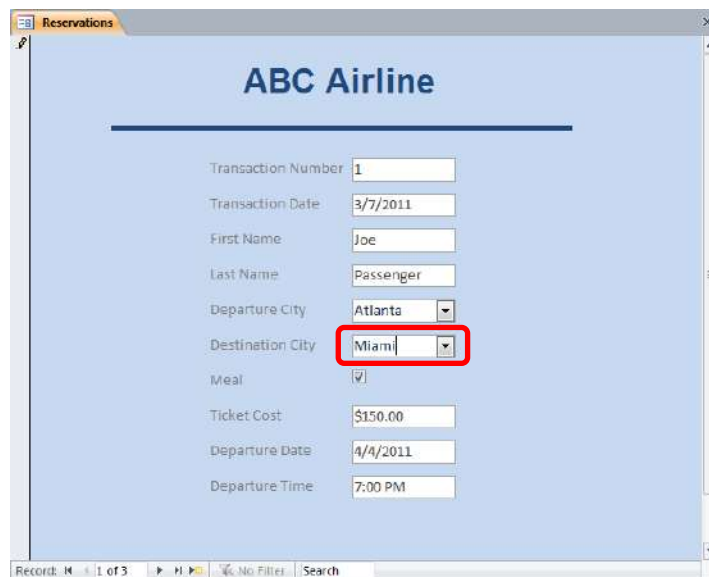 Reservations
ABC Airline
Transaction Number 1
Transaction Date 3/7/2011
First Name Joe
Last Name Passenger
Departure City Atlanta
Destination City Miami
Meal
Ticket Cost $150.00
Departure Date 4/4/2011
Departure Time 7:00 PM
Record: 1 of 3 No Filter Search